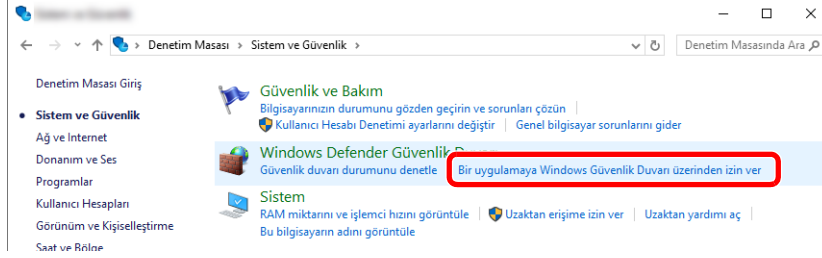 Denetim Masası › Sistem ve Güvenlik ›
Denetim Masasında Ara
Denetim Masası Giriş
Sistem ve Güvenlik
Ağ ve Internet
Donanım ve Ses
Programlar
Kullanıcı Hesapları
Görünüm ve Kişiselleştirme
Saat ve Bölge
Güvenlik ve Bakım
Bilgisayarınızın durumunu gözden geçirin ve sorunları çözün
Kullanıcı Hesabı Denetimi ayarlarını değiştir | Genel bilgisayar sorunlarını gider
Windows Defender Güvenlik
Güvenlik duvarı durumunu denetle
Bir uygulamaya Windows Güvenlik Duvarı üzerinden izin ver
Sistem
RAM miktarını ve işlemci hızını görüntüle | Uzaktan erişime izin ver | Uzaktan yardımı aç
Bu bilgisayarın adını görüntüle